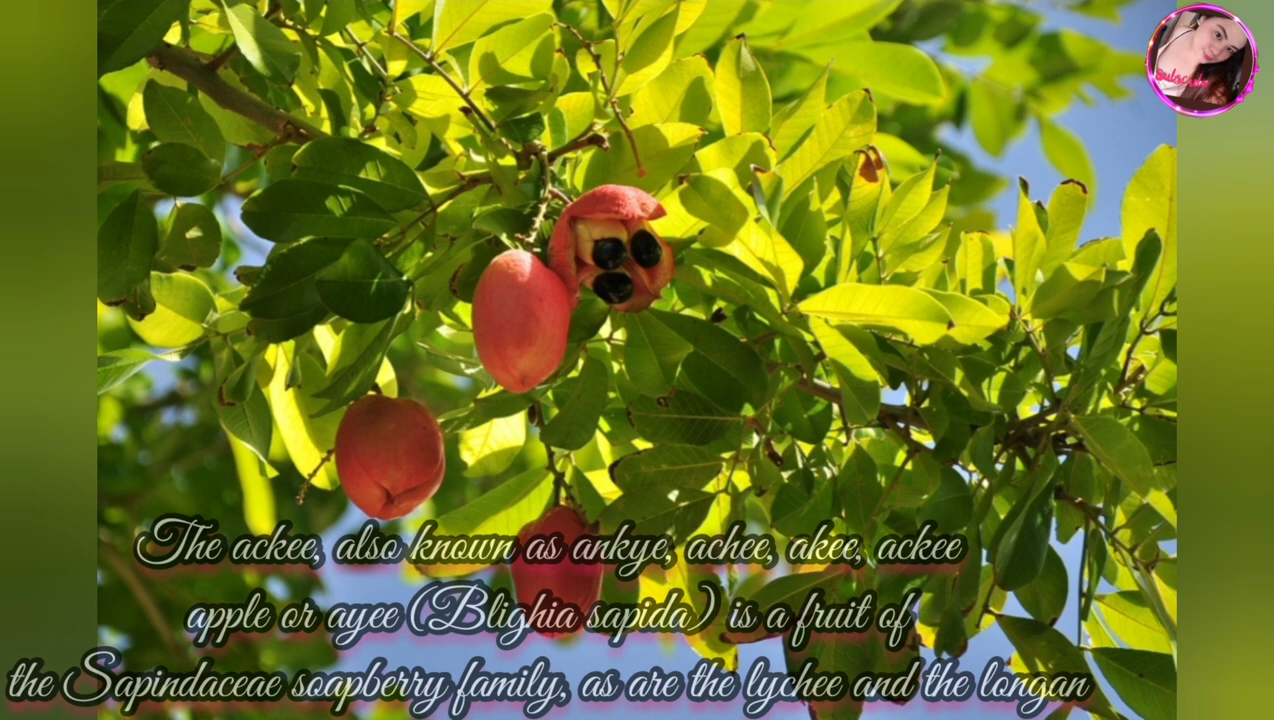 Subscribe
The ackee, also known as ankye, achee, akee, ackee
apple or ayee (Blighia sapida) is a fruit of
the Sapindaceae soapberry family, as are the lychee and the longan